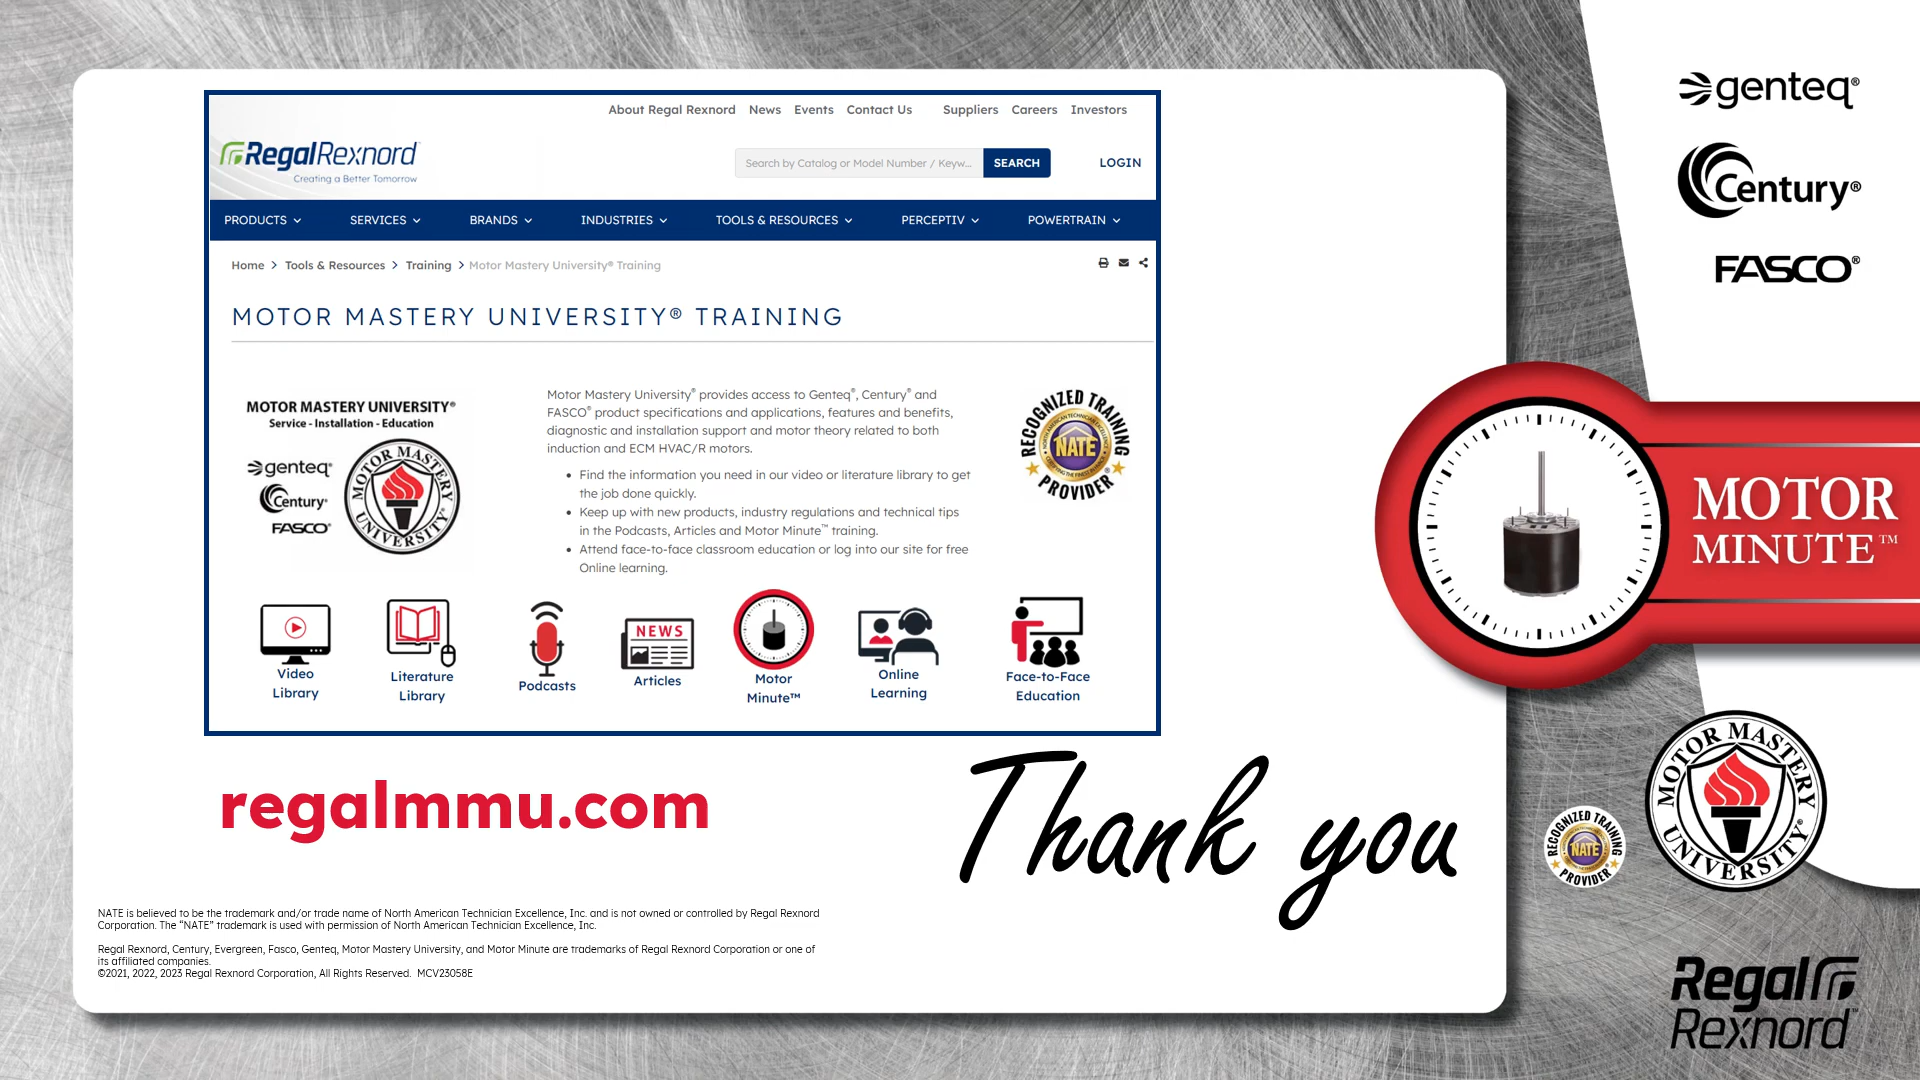 About Regal Rexnord News Events Contact Us Suppliers Careers Investors
RegalRexnord
Creating a Better Tomorrow
Search by Catalog or Model Number / Keyw... SEARCH LOGIN
PRODUCTS SERVICES BRANDS INDUSTRIES TOOLS & RESOURCES PERCEPTIV POWERTRAIN
Home > Tools & Resources > Training > Motor Mastery University® Training
MOTOR MASTERY UNIVERSITY® TRAINING
MOTOR MASTERY UNIVERSITY®
Service - Installation - Education
genteq®
Century®
FASCO®
MOTOR MASTERY UNIVERSITY®
Motor Mastery University® provides access to Genteq®, Century® and
FASCO® product specifications and applications, features and benefits,
diagnostic and installation support and motor theory related to both
induction and ECM HVAC/R motors.
• Find the information you need in our video or literature library to get
the job done quickly.
• Keep up with new products, industry regulations and technical tips
in the Podcasts, Articles and Motor Minute™ training.
• Attend face-to-face classroom education or log into our site for free
Online learning.
RECOGNIZED TRAINING
NATE
PROVIDER
Video
Library
Literature
Library
Podcasts
NEWS
Articles
Motor
Minute™
Online
Learning
Face-to-Face
Education
regalmmu.com
Thank you
NATE is believed to be the trademark and/or trade name of North American Technician Excellence, Inc. and is not owned or controlled by Regal Rexnord
Corporation. The “NATE” trademark is used with permission of North American Technician Excellence, Inc.
Regal Rexnord, Century, Evergreen, Fasco, Genteq, Motor Mastery University, and Motor Minute are trademarks of Regal Rexnord Corporation or one of
its affiliated companies.
©2021, 2022, 2023 Regal Rexnord Corporation, All Rights Reserved. MCV23058E
genteq®
Century®
FASCO®
MOTOR
MINUTE™
RECOGNIZED TRAINING
NATE
PROVIDER
MOTOR MASTERY UNIVERSITY®
Regal
Rexnord™